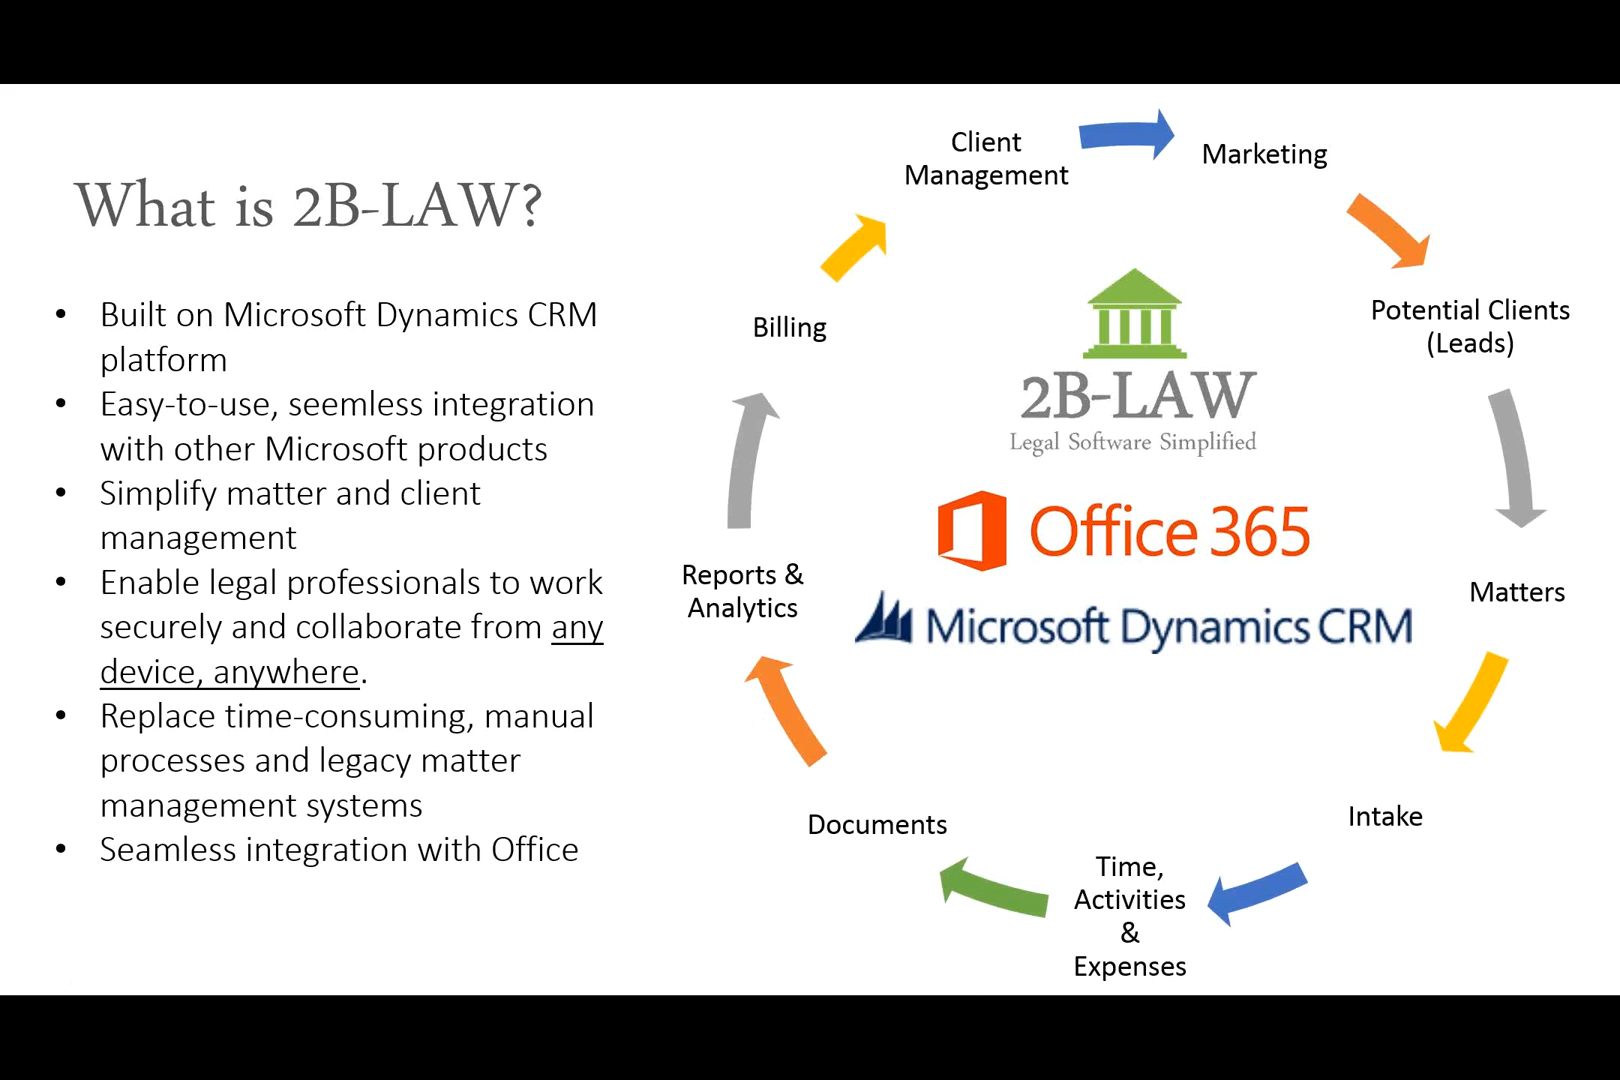 What is 2B-LAW?
• Built on Microsoft Dynamics CRM
platform
• Easy-to-use, seemless integration
with other Microsoft products
• Simplify matter and client
management
• Enable legal professionals to work
securely and collaborate from any
device, anywhere.
• Replace time-consuming, manual
processes and legacy matter
management systems
• Seamless integration with Office
Client
Management
Marketing
Potential Clients
(Leads)
Matters
Intake
Time,
Activities
&
Expenses
Documents
Reports &
Analytics
Billing
2B-LAW
Legal Software Simplified
Office 365
Microsoft Dynamics CRM